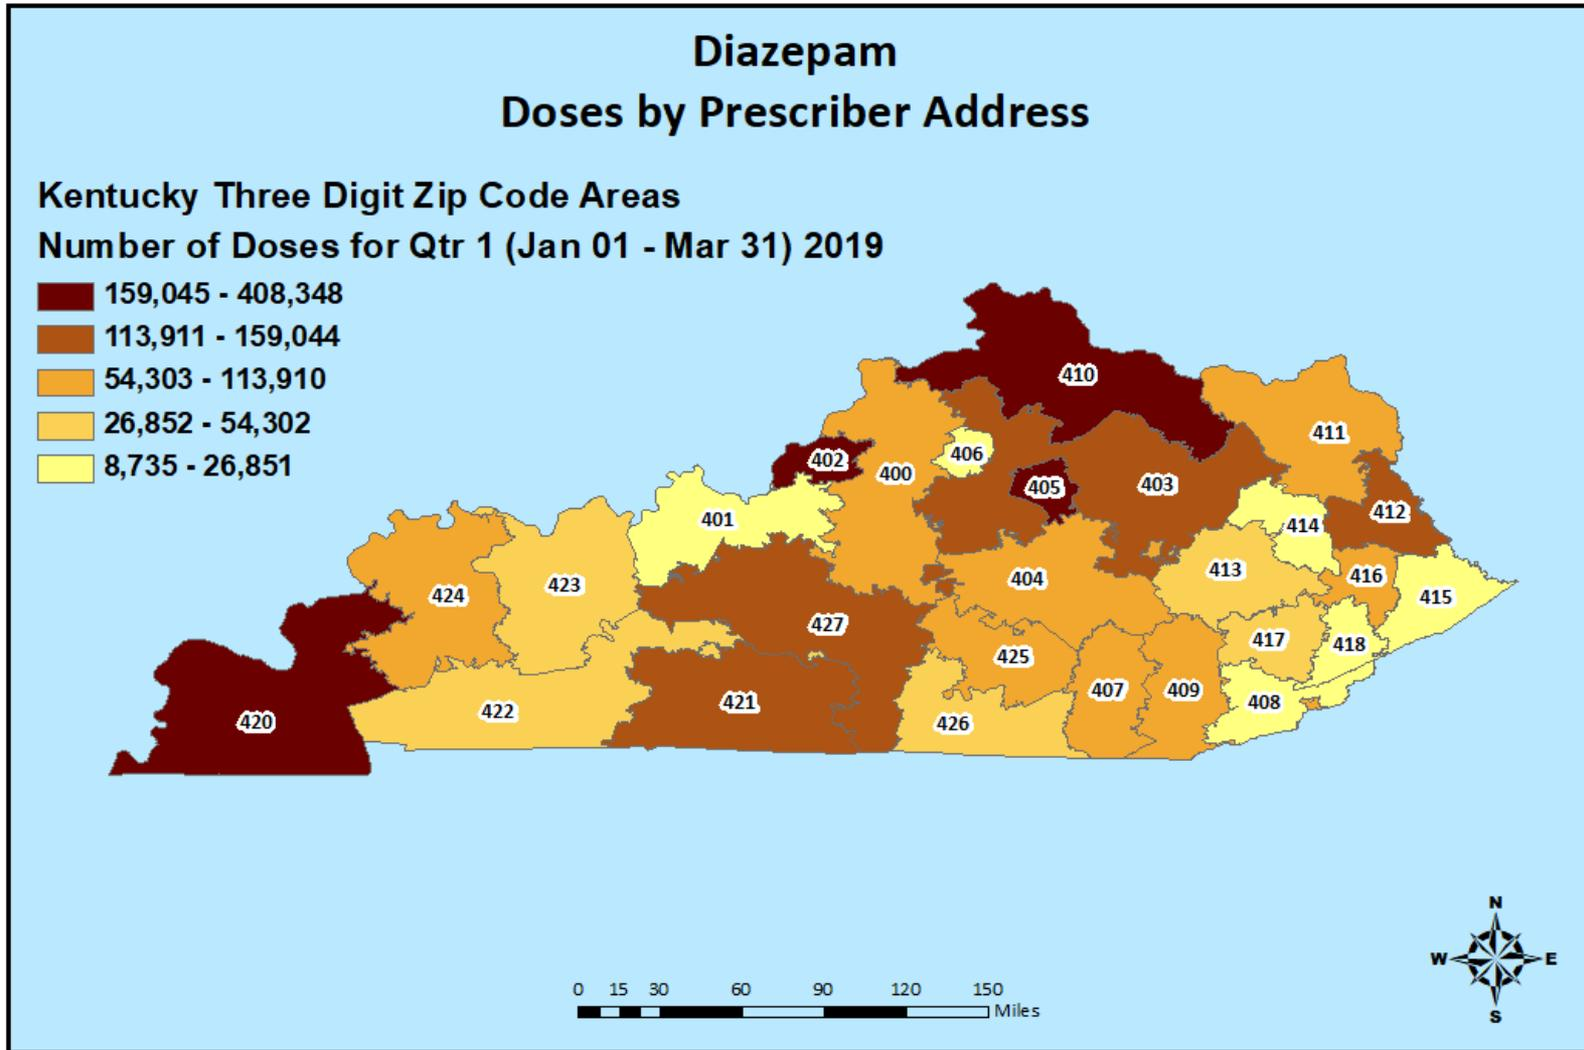 Diazepam
Doses by Prescriber Address
Kentucky Three Digit Zip Code Areas
Number of Doses for Qtr 1 (Jan 01 - Mar 31) 2019
159,045 - 408,348
113,911 - 159,044
54,303 - 113,910
26,852 - 54,302
8,735 - 26,851
410
411
402
406
400
405
403
412
401
414
413
416
404
423
424
415
427
417
418
425
407
409
408
421
422
420
426
N
W E
S
0 15 30 60 90 120 150
Miles